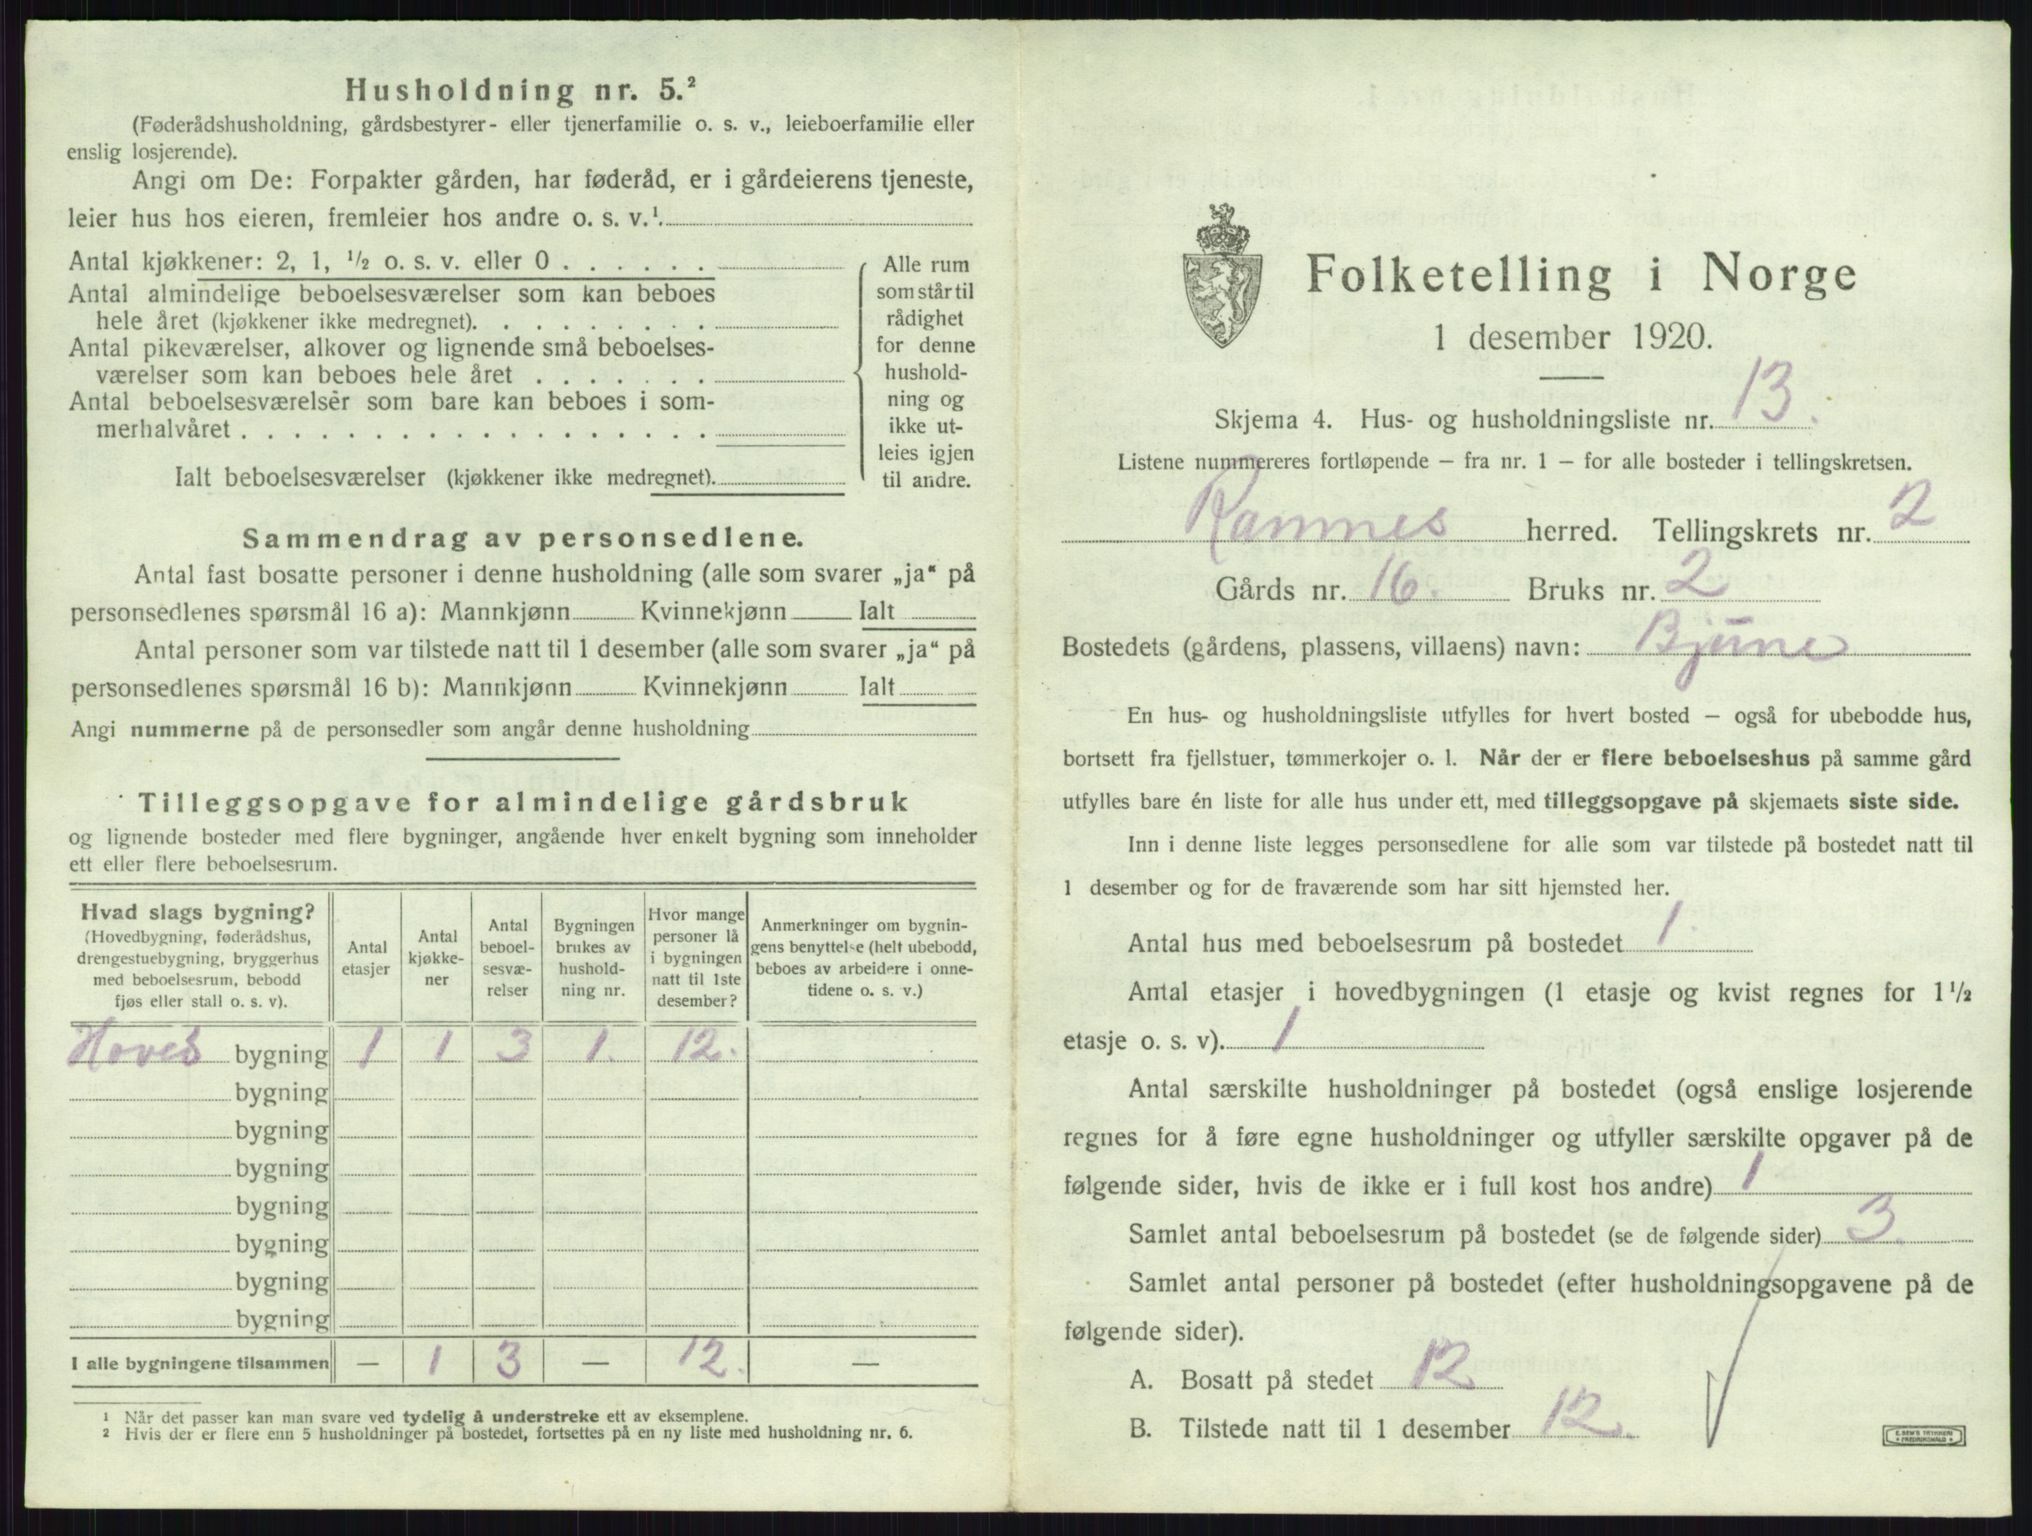 Husholdning nr. 5.²
(Føderådshusholdning, gårdsbestyrer- eller tjenerfamilie o. s. v., leieboerfamilie eller
enslig losjerende).
Angi om De: Forpakter gården, har føderåd, er i gårdeierens tjeneste,
leier hus hos eieren, fremleier hos andre o. s. v.¹.
Antal kjøkkener: 2, 1, ½ o. s. v. eller 0 . . . . . .
Antal almindelige beboelsesværelser som kan beboes
hele året (kjøkkener ikke medregnet). . . . . . . . .
Antal pikeværelser, alkover og lignende små beboelses-
værelser som kan beboes hele året . . . . . . .
Antal beboelsesværelser som bare kan beboes i som-
merhalvåret . . . . . . . . . . . . . . . . . .
Ialt beboelsesværelser (kjøkkener ikke medregnet).
Alle rum
som står til
rådighet
for denne
hushold-
ning og
ikke ut-
leies igjen
til andre.
Sammendrag av personsedlene.
Antal fast bosatte personer i denne husholdning (alle som svarer „ja“ på
personsedlenes spørsmål 16 a): Mannkjønn Kvinnekjønn Ialt
Antal personer som var tilstede natt til 1 desember (alle som svarer „ja“ på
personsedlenes spørsmål 16 b): Mannkjønn Kvinnekjønn Ialt
Angi nummerne på de personsedler som angår denne husholdning
Tilleggsopgave for almindelige gårdsbruk
og lignende bosteder med flere bygninger, angående hver enkelt bygning som inneholder
ett eller flere beboelsesrum.
Hvad slags bygning?
(Hovedbygning, føderådshus,
drengestuebygning, bryggerhus
med beboelsesrum, bebodd
fjøs eller stall o. s. v).
Antal
etasjer
Antal
kjøkke-
ner
Antal
beboel-
sesvæ-
relser
Bygningen
brukes av
hushold-
ning nr.
Hvor mange
personer lå
i bygningen
natt til 1ste
desember?
Anmerkninger om bygnin-
gens benyttelse (helt ubebodd,
beboes av arbeidere i onne-
tidene o. s. v.)
Hoved bygning 1 1 3 1. 12.
bygning
bygning
bygning
bygning
bygning
bygning
bygning
I alle bygningene tilsammen — 1 3 — 12. —
¹ Når det passer kan man svare ved tydelig å understreke ett av eksemplene.
² Hvis der er flere enn 5 husholdninger på bostedet, fortsettes på en ny liste med husholdning nr. 6.
Folketelling i Norge
1 desember 1920.
Skjema 4. Hus- og husholdningsliste nr. 13.
Listene nummereres fortløpende — fra nr. 1 — for alle bosteder i tellingskretsen.
Ramnes herred. Tellingskrets nr. 2
Gårds nr. 16. Bruks nr. 2
Bostedets (gårdens, plassens, villaens) navn: Bjune
En hus- og husholdningsliste utfylles for hvert bosted — også for ubebodde hus,
bortsett fra fjellstuer, tømmerkojer o. l. Når der er flere beboelseshus på samme gård
utfylles bare én liste for alle hus under ett, med tilleggsopgave på skjemaets siste side.
Inn i denne liste legges personsedlene for alle som var tilstede på bostedet natt til
1 desember og for de fraværende som har sitt hjemsted her.
Antal hus med beboelsesrum på bostedet 1.
Antal etasjer i hovedbygningen (1 etasje og kvist regnes for 1½
etasje o. s. v). 1
Antal særskilte husholdninger på bostedet (også enslige losjerende
regnes for å føre egne husholdninger og utfyller særskilte opgaver på de
følgende sider, hvis de ikke er i full kost hos andre) 1
Samlet antal beboelsesrum på bostedet (se de følgende sider) 3.
Samlet antal personer på bostedet (efter husholdningsopgavene på de
følgende sider).
A. Bosatt på stedet 12
B. Tilstede natt til 1 desember 12.
E. SEM'S TRYKKERI
FREDRIKSHALD